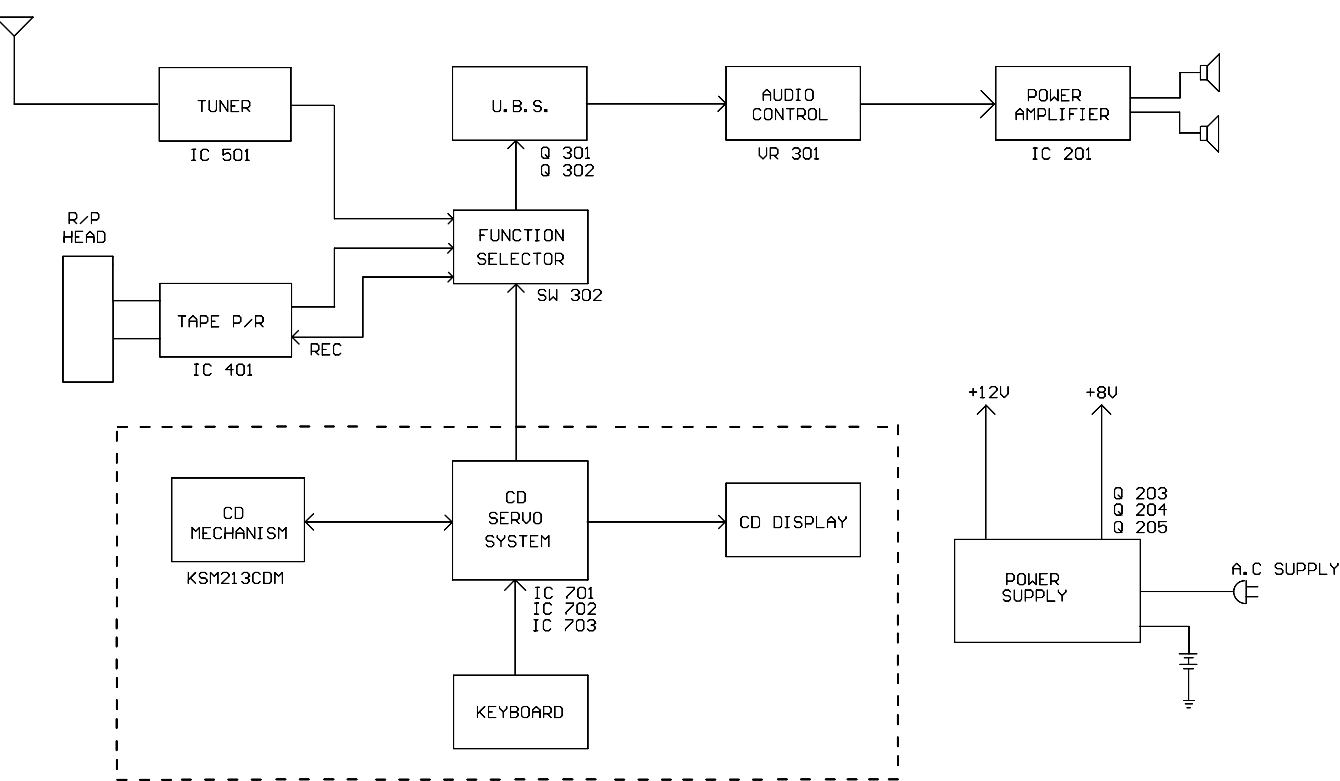 TUNER
IC 501
U.B.S.
Q 301
Q 302
AUDIO
CONTROL
VR 301
POWER
AMPLIFIER
IC 201
R/P
HEAD
TAPE P/R
IC 401
REC
FUNCTION
SELECTOR
SW 302
CD
MECHANISM
KSM213CDM
CD
SERVO
SYSTEM
IC 701
IC 702
IC 703
CD DISPLAY
KEYBOARD
+12V
+8V
Q 203
Q 204
Q 205
POWER
SUPPLY
A.C SUPPLY